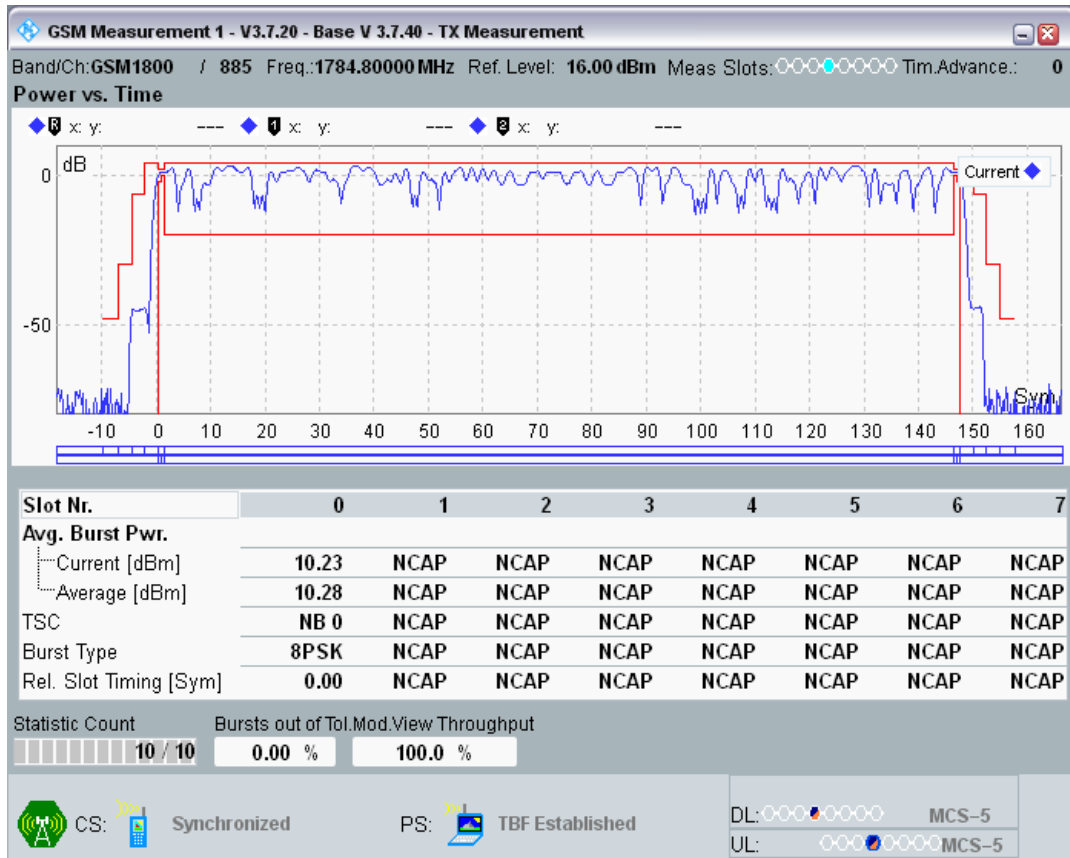 GSM Measurement 1 - V3.7.20 - Base V 3.7.40 - TX Measurement
Band/Ch:GSM1800 / 885 Freq.:1784.80000 MHz Ref. Level: 16.00 dBm Meas Slots: Tim.Advance.: 0
Power vs. Time
R x: y: --- 1 x: y: --- 2 x: y: ---
dB
Current
0
-50
Sym
-10 0 10 20 30 40 50 60 70 80 90 100 110 120 130 140 150 160
Slot Nr. 0 1 2 3 4 5 6 7
Avg. Burst Pwr.
Current [dBm] 10.23 NCAP NCAP NCAP NCAP NCAP NCAP NCAP
Average [dBm] 10.28 NCAP NCAP NCAP NCAP NCAP NCAP NCAP
TSC NB 0 NCAP NCAP NCAP NCAP NCAP NCAP NCAP
Burst Type 8PSK NCAP NCAP NCAP NCAP NCAP NCAP NCAP
Rel. Slot Timing [Sym] 0.00 NCAP NCAP NCAP NCAP NCAP NCAP NCAP
Statistic Count Bursts out of Tol. Mod.View Throughput
10 / 10 0.00 % 100.0 %
CS: Synchronized PS: TBF Established DL: MCS-5
UL: MCS-5